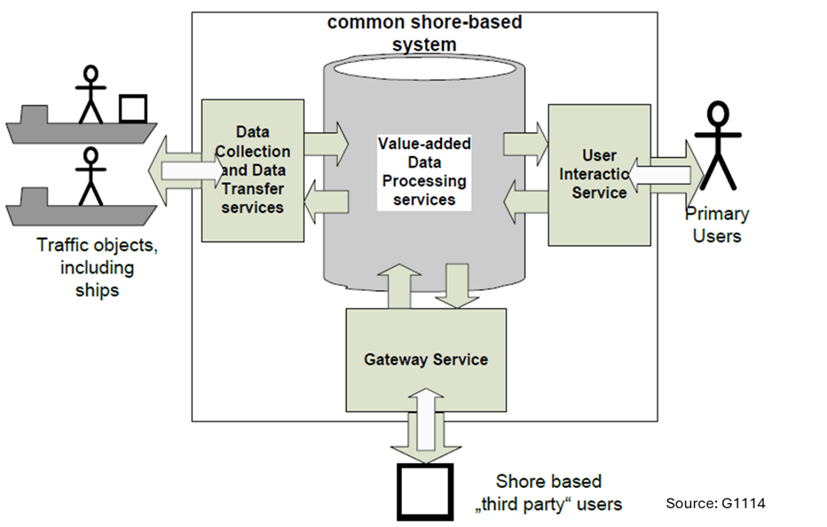 common shore-based
system
Data
Collection
and Data
Transfer
services
Value-added
Data
Processing
services
User
Interactio
Service
Primary
Users
Traffic objects,
including
ships
Gateway Service
Shore based
„third party“ users
Source: G1114